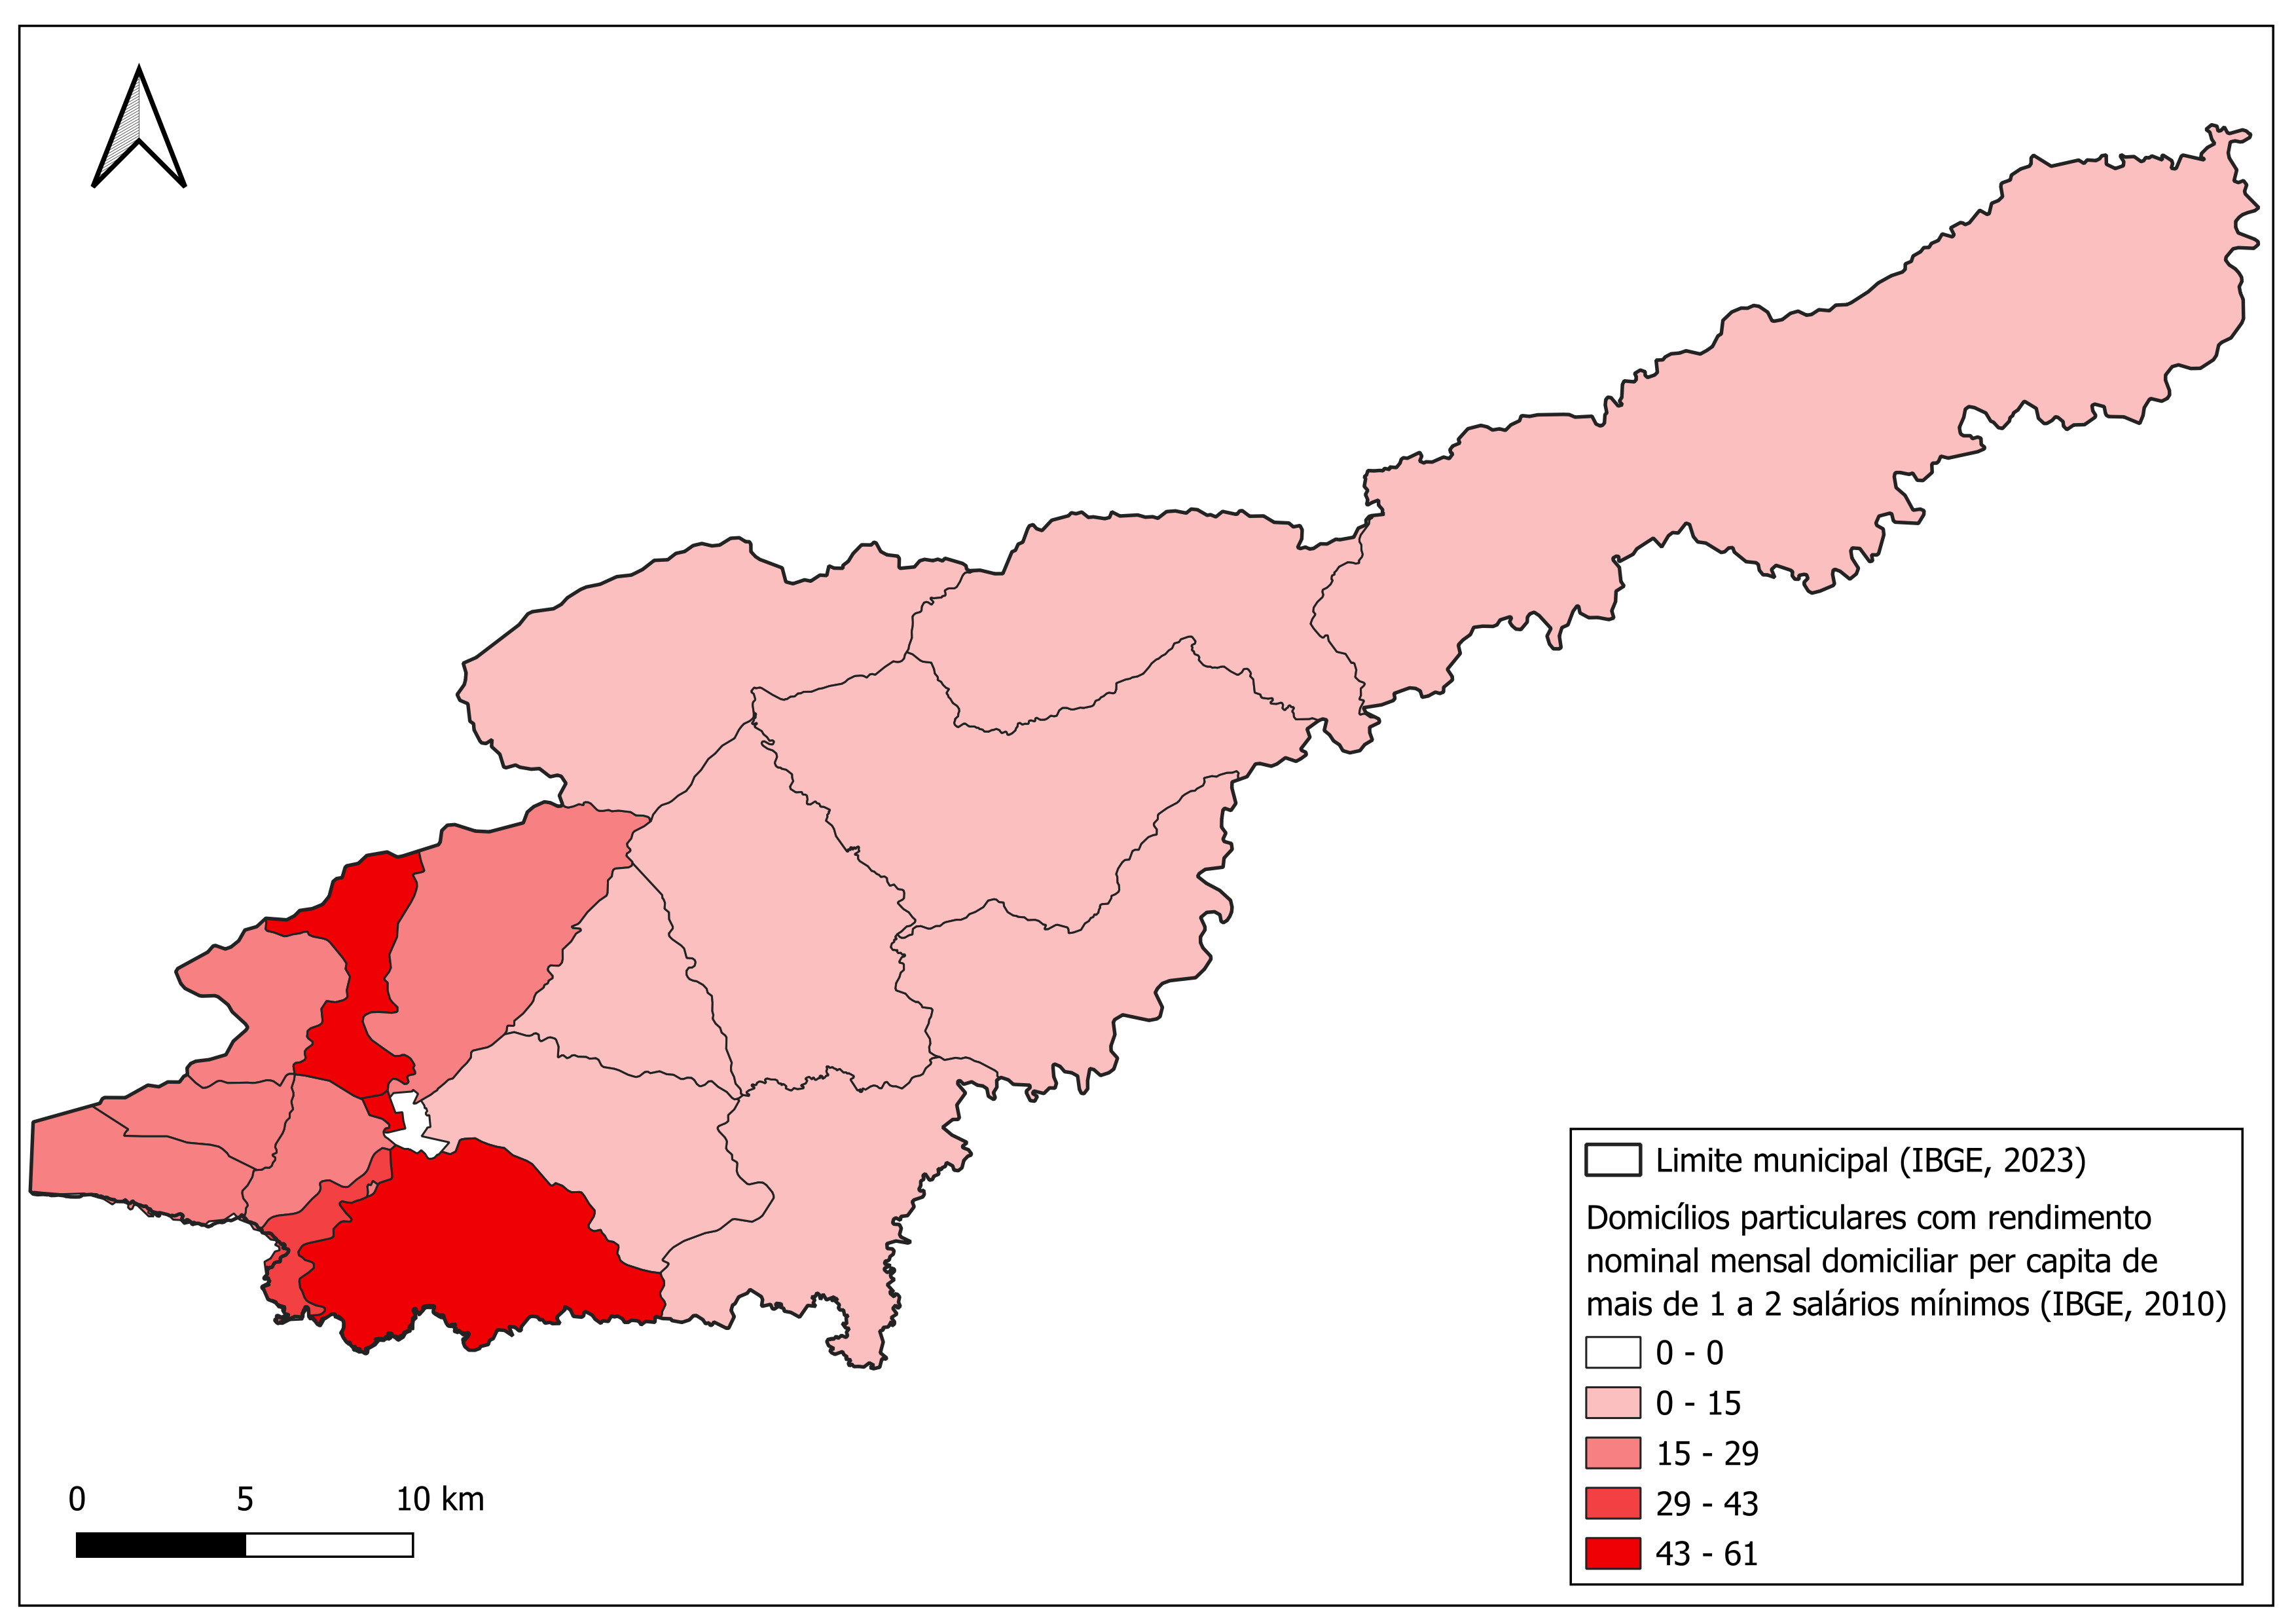 Limite municipal (IBGE, 2023)
Domicílios particulares com rendimento
nominal mensal domiciliar per capita de
mais de 1 a 2 salários mínimos (IBGE, 2010)
0 - 0
0 - 15
15 - 29
29 - 43
43 - 61
0 5 10 km